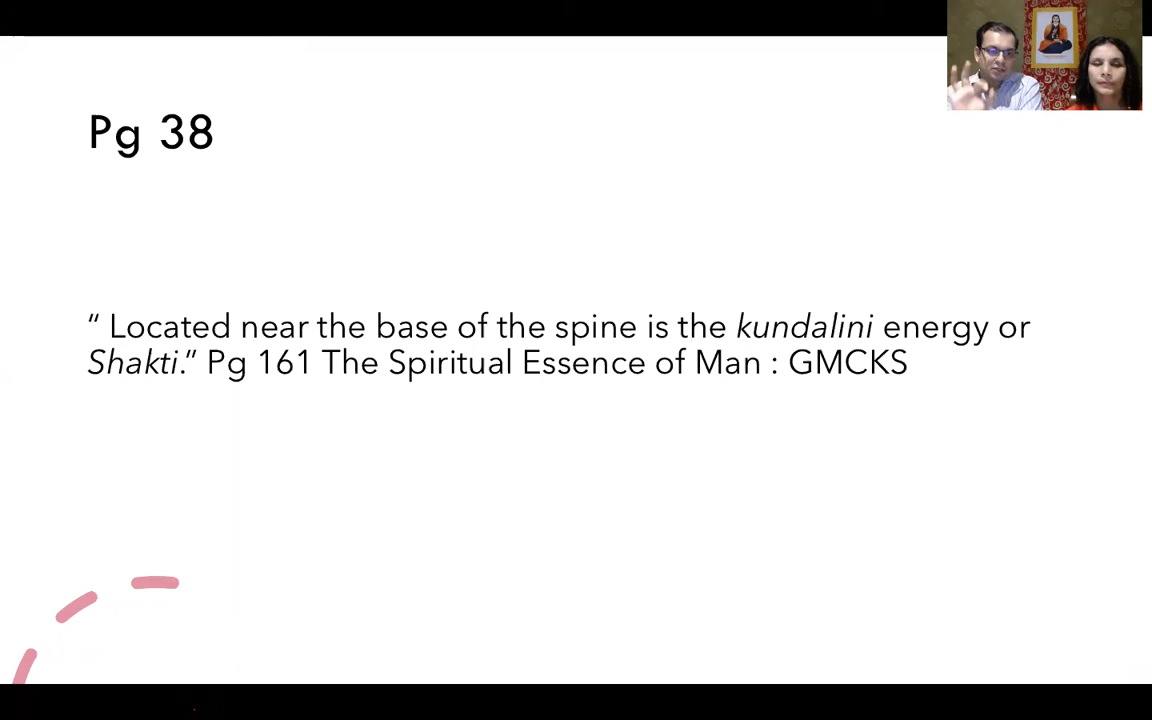 Pg 38
“ Located near the base of the spine is the kundalini energy or
Shakti.” Pg 161 The Spiritual Essence of Man : GMCKS